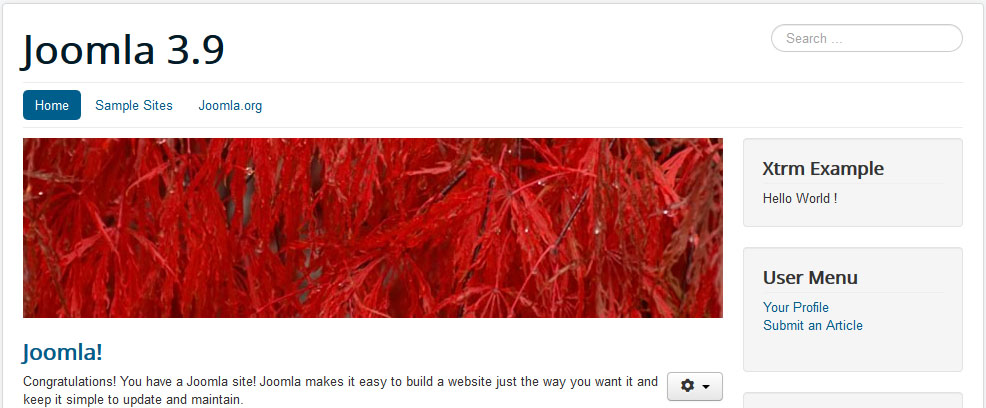 Joomla 3.9
Search ...
Home
Sample Sites
Joomla.org
Xtrm Example
Hello World !
User Menu
Your Profile
Submit an Article
Joomla!
Congratulations! You have a Joomla site! Joomla makes it easy to build a website just the way you want it and
keep it simple to update and maintain.